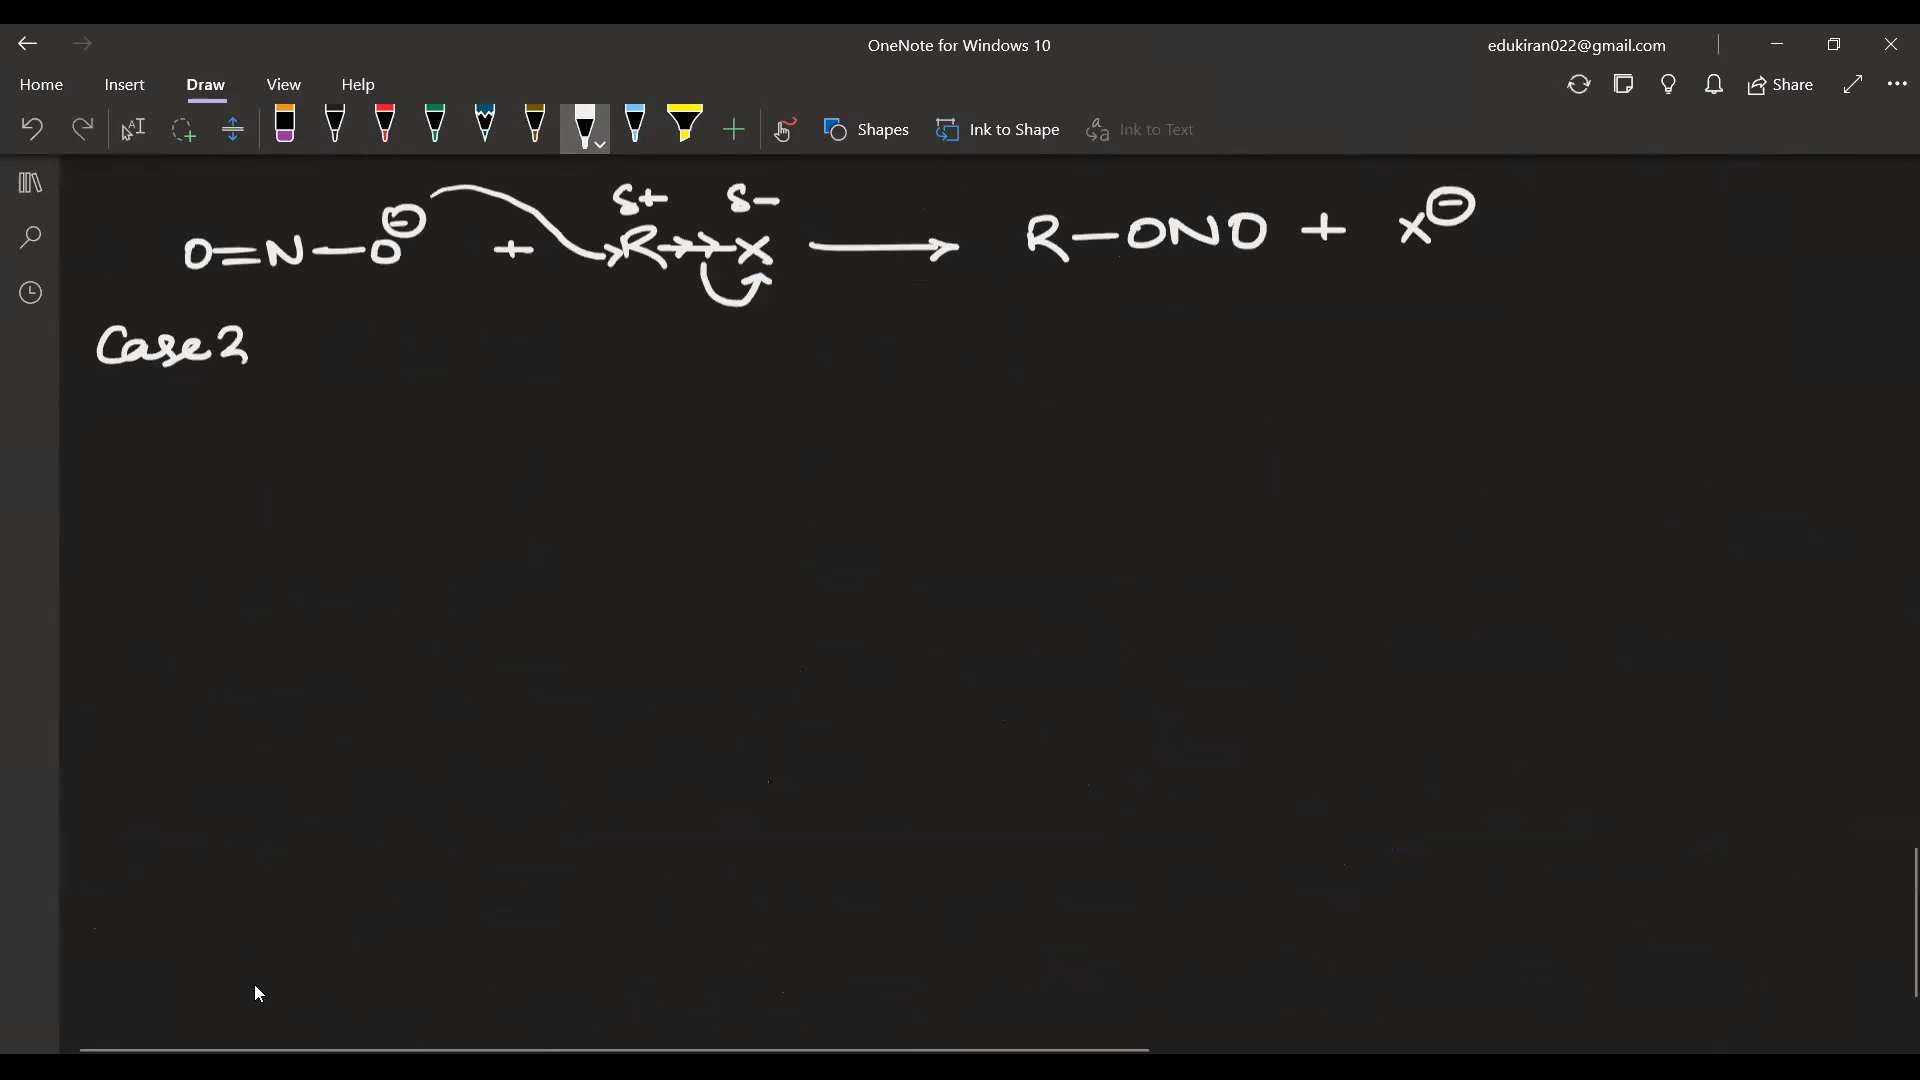 OneNote for Windows 10
edukiran022@gmail.com
Home Insert Draw View Help
Share
Shapes Ink to Shape Ink to Text
δ+ δ-
O=N-O⊖ + R→→X ⟶ R-ONO + X⊖
Case 2